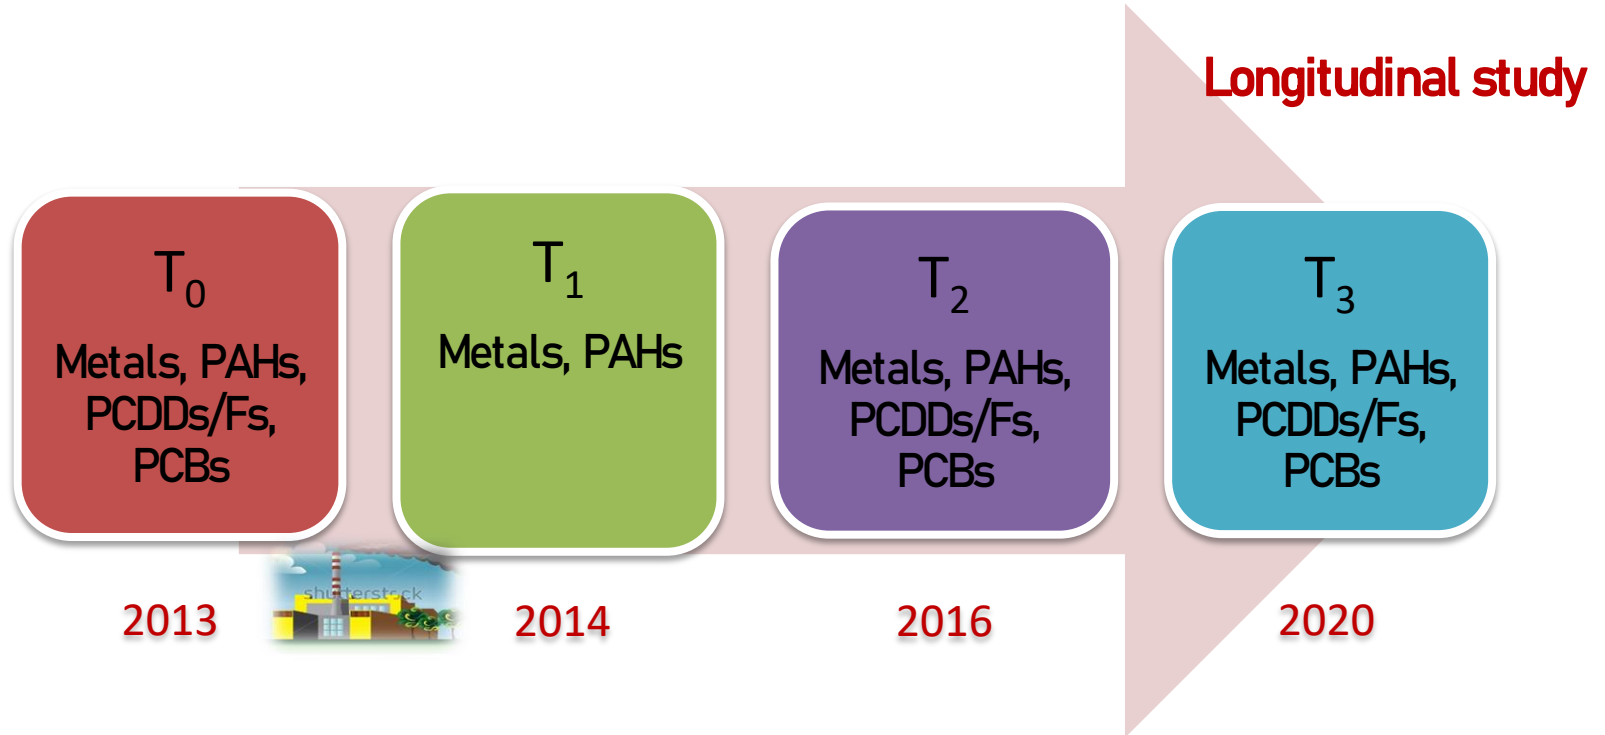 Longitudinal study
T0
Metals, PAHs,
PCDDs/Fs,
PCBs
T1
Metals, PAHs
T2
Metals, PAHs,
PCDDs/Fs,
PCBs
T3
Metals, PAHs,
PCDDs/Fs,
PCBs
shutterstock
2013
2014
2016
2020